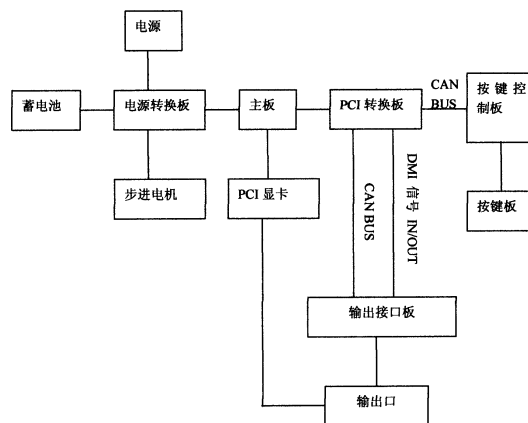 电源
蓄电池
电源转换板
主板
PCI 转换板
CAN
BUS
按 键 控
制板
步进电机
PCI 显卡
CAN BUS
DMI 信号 IN/OUT
按键板
输出接口板
输出口